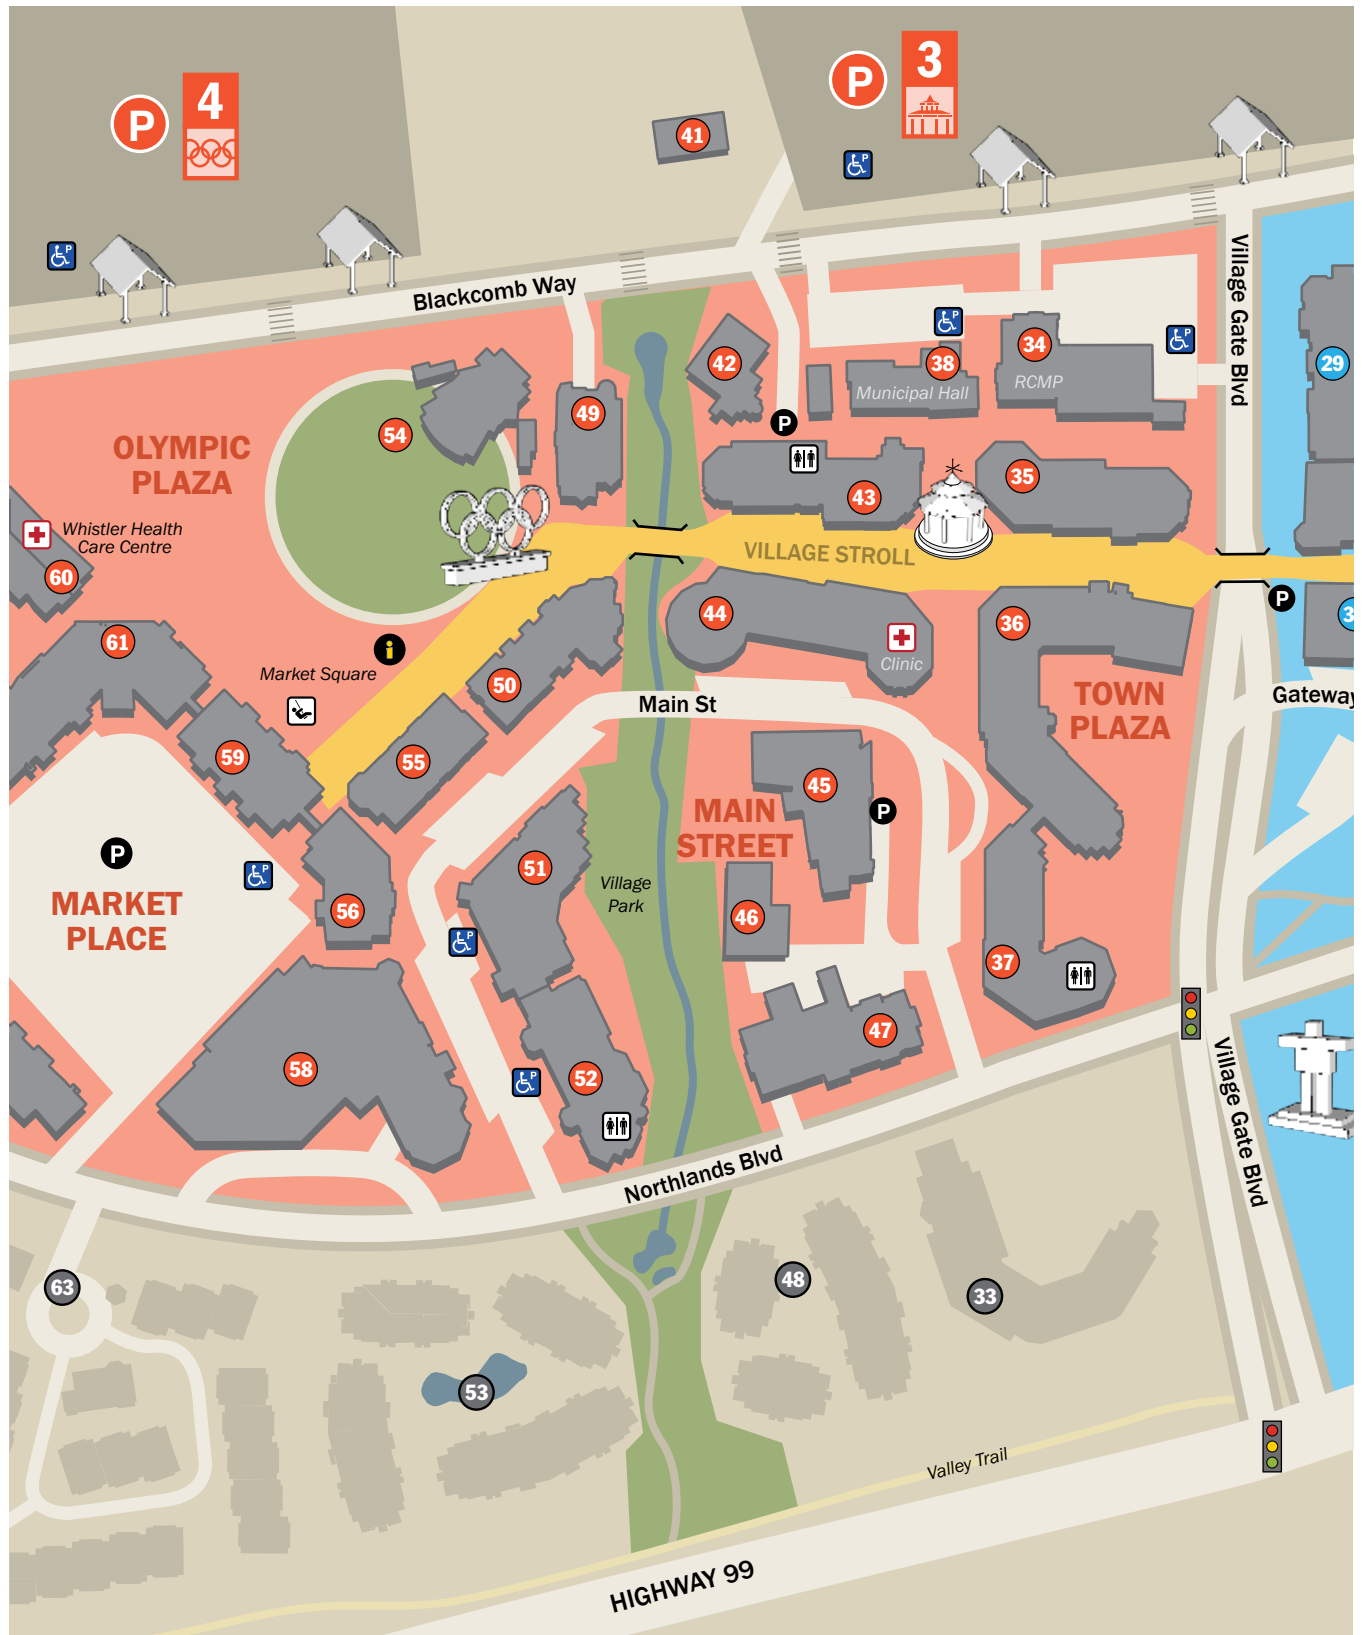 P
4
P
3
41
P
P
Blackcomb Way
P
P
Village Gate Blvd
29
42
38
Municipal Hall
34
RCMP
49
54
P
OLYMPIC
PLAZA
43
35
Whistler Health
Care Centre
60
VILLAGE STROLL
P
3
61
44
36
Clinic
i
Market Square
50
Main St
TOWN
PLAZA
Gateway
59
55
45
P
MAIN
STREET
P
P
MARKET
PLACE
56
51
Village
Park
46
P
37
47
58
P
52
Village Gate Blvd
Northlands Blvd
63
48
33
53
Valley Trail
HIGHWAY 99